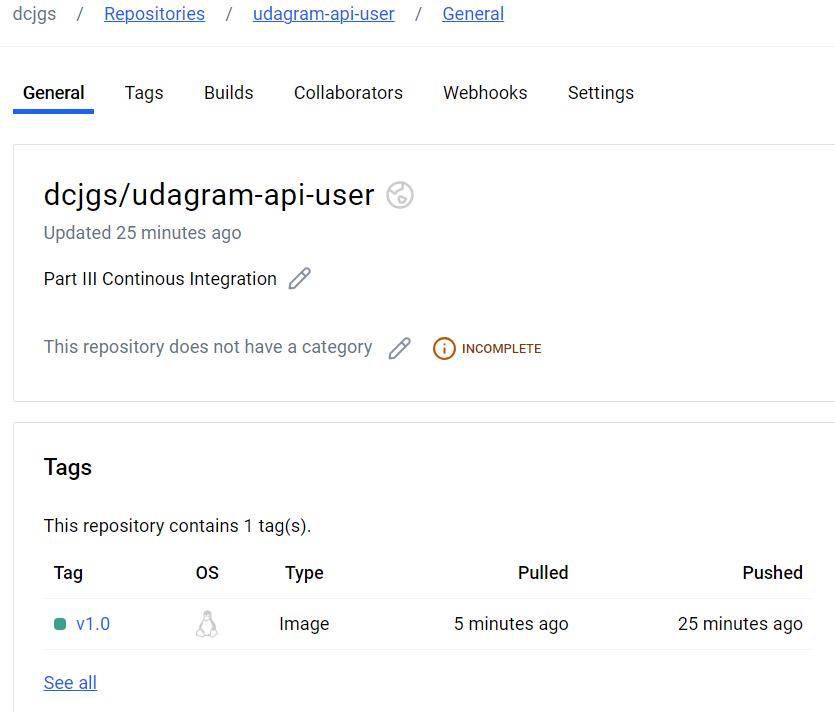 dcjgs / Repositories / udagram-api-user / General
General Tags Builds Collaborators Webhooks Settings
dcjgs/udagram-api-user
Updated 25 minutes ago
Part III Continous Integration
This repository does not have a category INCOMPLETE
Tags
This repository contains 1 tag(s).
Tag OS Type Pulled Pushed
v1.0 Image 5 minutes ago 25 minutes ago
See all